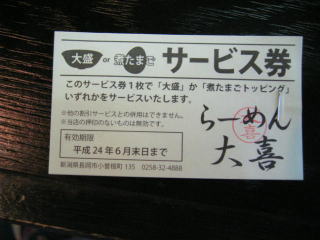 大盛 or 煮たまご サービス券
このサービス券1枚で「大盛」か「煮たまごトッピング」
いずれかをサービスいたします。
※他の割引サービスとの併用はできません。
※当店の押印のないものは無効です。
有効期限
平成24年6月末日まで
新潟県長岡市小曽根町135 0258-32-4888
らーめん
喜
大喜